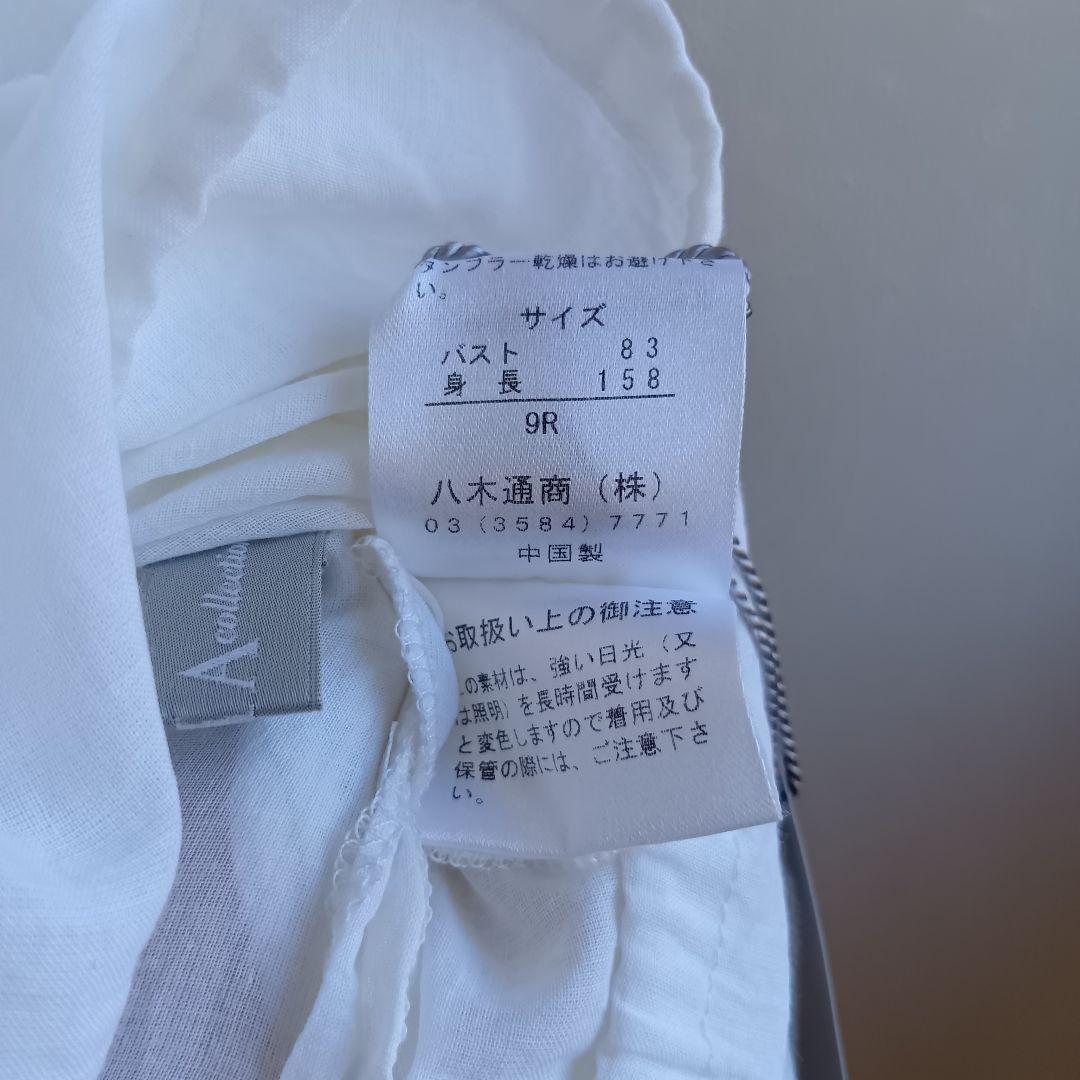 タンブラー乾燥はお避け下さ
い。
サイズ
バスト 83
身長 158
9R
八木通商(株)
03(3584)7771
中国製
お取扱い上の御注意
この素材は、強い日光(又
は照明)を長時間受けます
と変色しますので着用及び
保管の際には、ご注意下さ
い。
A collection